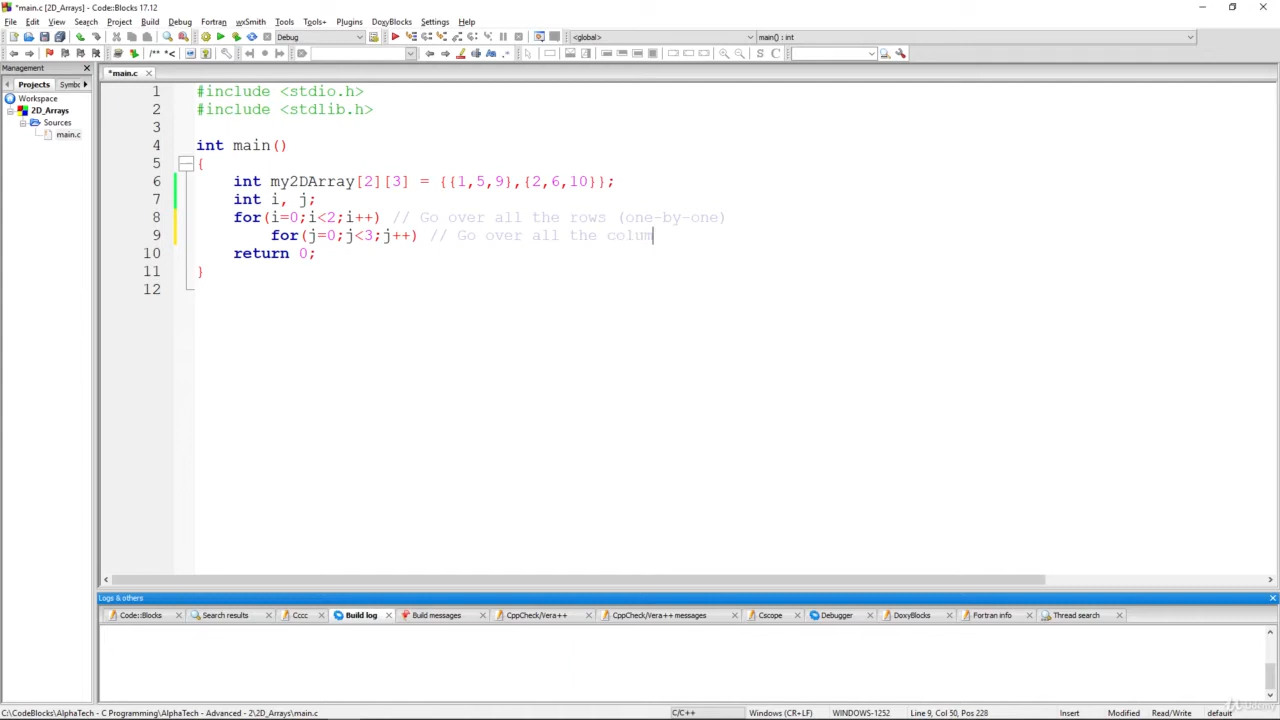 *main.c [2D_Arrays] - Code::Blocks 17.12
File Edit View Search Project Build Debug Fortran wxSmith Tools Tools+ Plugins DoxyBlocks Settings Help
Debug <global> main() : int
/** *<
S C
Management
Projects Symbc
Workspace
2D_Arrays
Sources
main.c
*main.c
1 #include <stdio.h>
2 #include <stdlib.h>
3
4 int main()
5 {
6 int my2DArray[2][3] = {{1,5,9},{2,6,10}};
7 int i, j;
8 for(i=0;i<2;i++) // Go over all the rows (one-by-one)
9 for(j=0;j<3;j++) // Go over all the colum
10 return 0;
11 }
12
Logs & others
Code::Blocks Search results Cccc Build log Build messages CppCheck/Vera++ CppCheck/Vera++ messages Cscope Debugger DoxyBlocks Fortran info Thread search
C:\CodeBlocks\AlphaTech - C Programming\AlphaTech - Advanced - 2\2D_Arrays\main.c C/C++ Windows (CR+LF) WINDOWS-1252 Line 9, Col 50, Pos 228 Insert Modified Read/Write default
Udemy